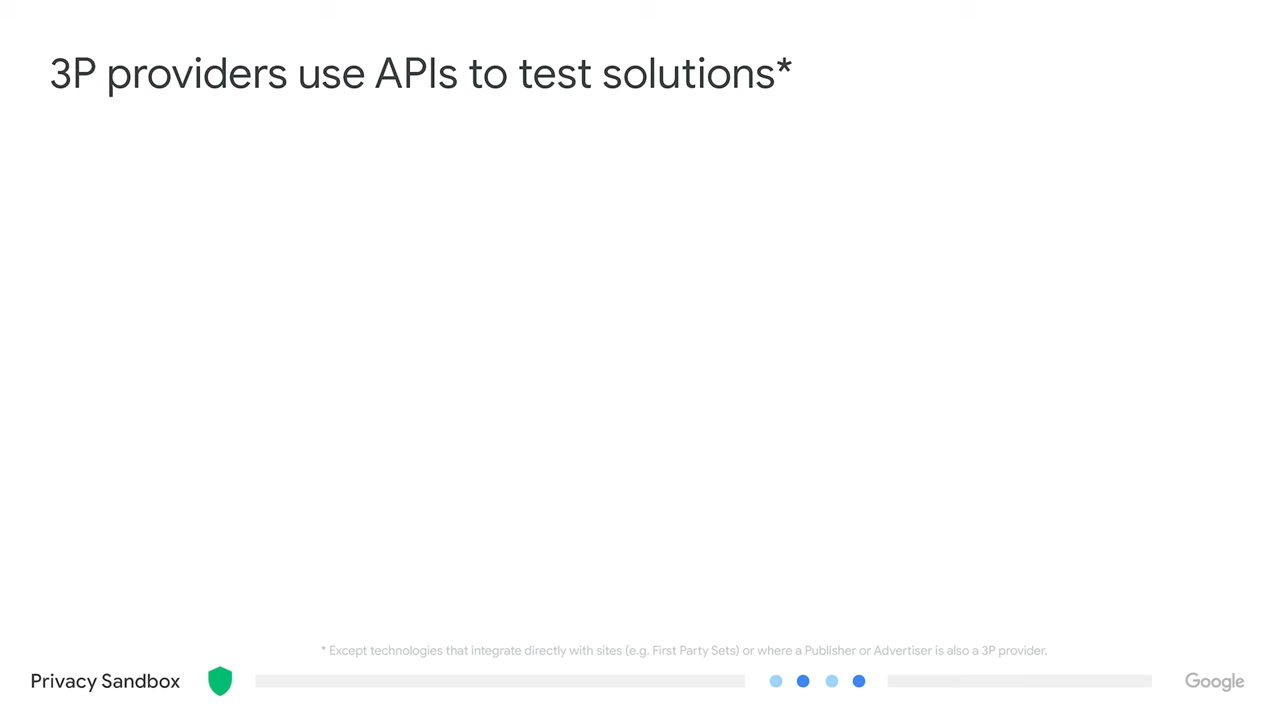 3P providers use APIs to test solutions*
* Except technologies that integrate directly with sites (e.g. First Party Sets) or where a Publisher or Advertiser is also a 3P provider.
Privacy Sandbox
Google